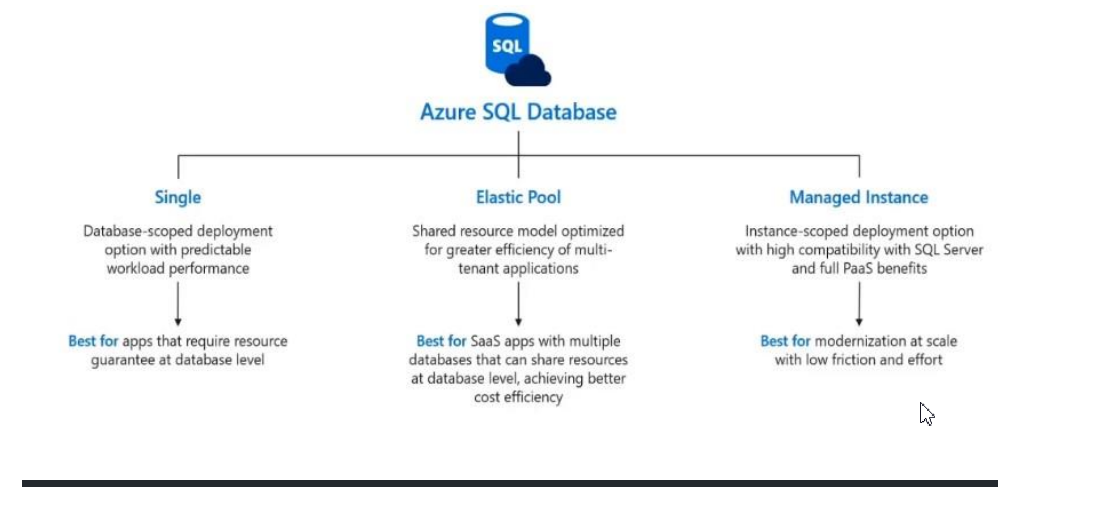 SQL
Azure SQL Database
Single
Database-scoped deployment
option with predictable
workload performance
Best for apps that require resource
guarantee at database level
Elastic Pool
Shared resource model optimized
for greater efficiency of multi-
tenant applications
Best for SaaS apps with multiple
databases that can share resources
at database level, achieving better
cost efficiency
Managed Instance
Instance-scoped deployment option
with high compatibility with SQL Server
and full PaaS benefits
Best for modernization at scale
with low friction and effort